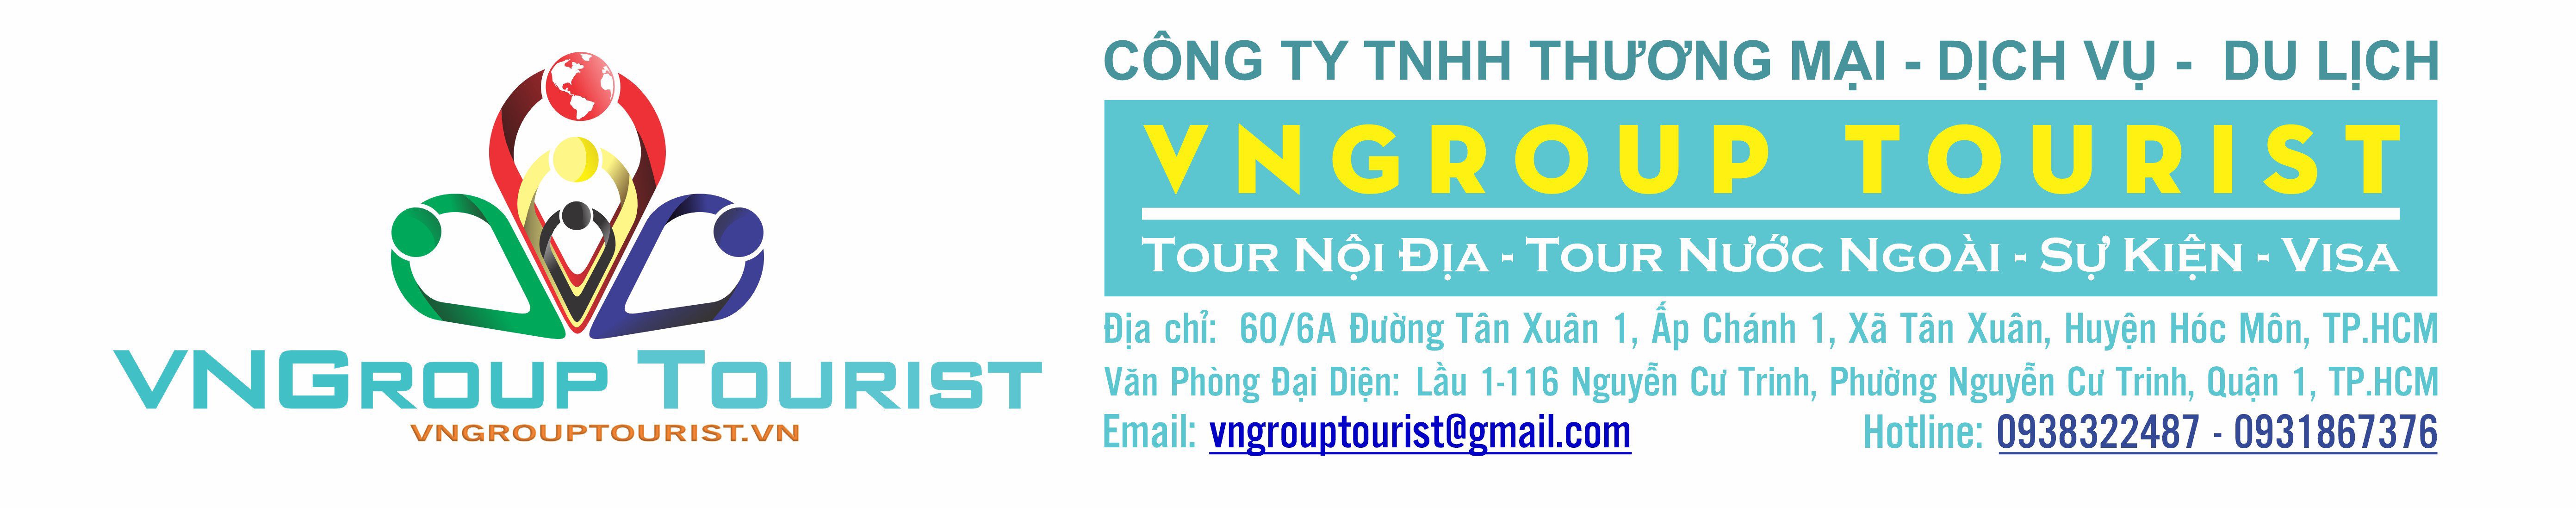 VNGROUP TOURIST
VNGROUPTOURIST.VN
CÔNG TY TNHH THƯƠNG MẠI - DỊCH VỤ - DU LỊCH
VNGROUP TOURIST
TOUR NỘI ĐỊA - TOUR NƯỚC NGOÀI - SỰ KIỆN - VISA
Địa chỉ: 60/6A Đường Tân Xuân 1, Ấp Chánh 1, Xã Tân Xuân, Huyện Hóc Môn, TP.HCM
Văn Phòng Đại Diện: Lầu 1-116 Nguyễn Cư Trinh, Phường Nguyễn Cư Trinh, Quận 1, TP.HCM
Email: vngrouptourist@gmail.com Hotline: 0938322487 - 0931867376